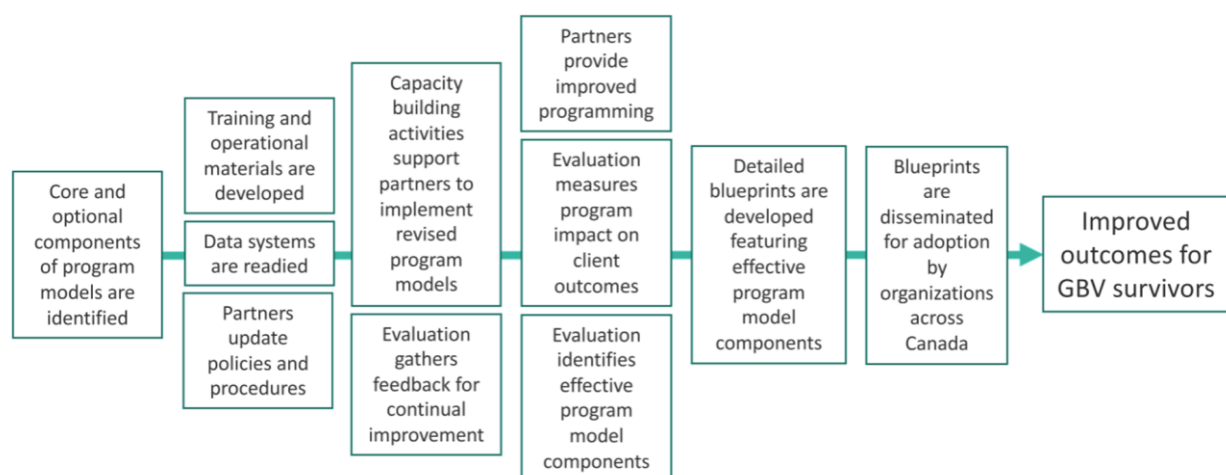 Core and
optional
components
of program
models are
identified
Training and
operational
materials are
developed
Data systems
are readied
Partners
update
policies and
procedures
Capacity
building
activities
support
partners to
implement
revised
program
models
Evaluation
gathers
feedback for
continual
improvement
Partners
provide
improved
programming
Evaluation
measures
program
impact on
client
outcomes
Evaluation
identifies
effective
program
model
components
Detailed
blueprints are
developed
featuring
effective
program
model
components
Blueprints
are
disseminated
for adoption
by
organizations
across
Canada
Improved
outcomes for
GBV survivors